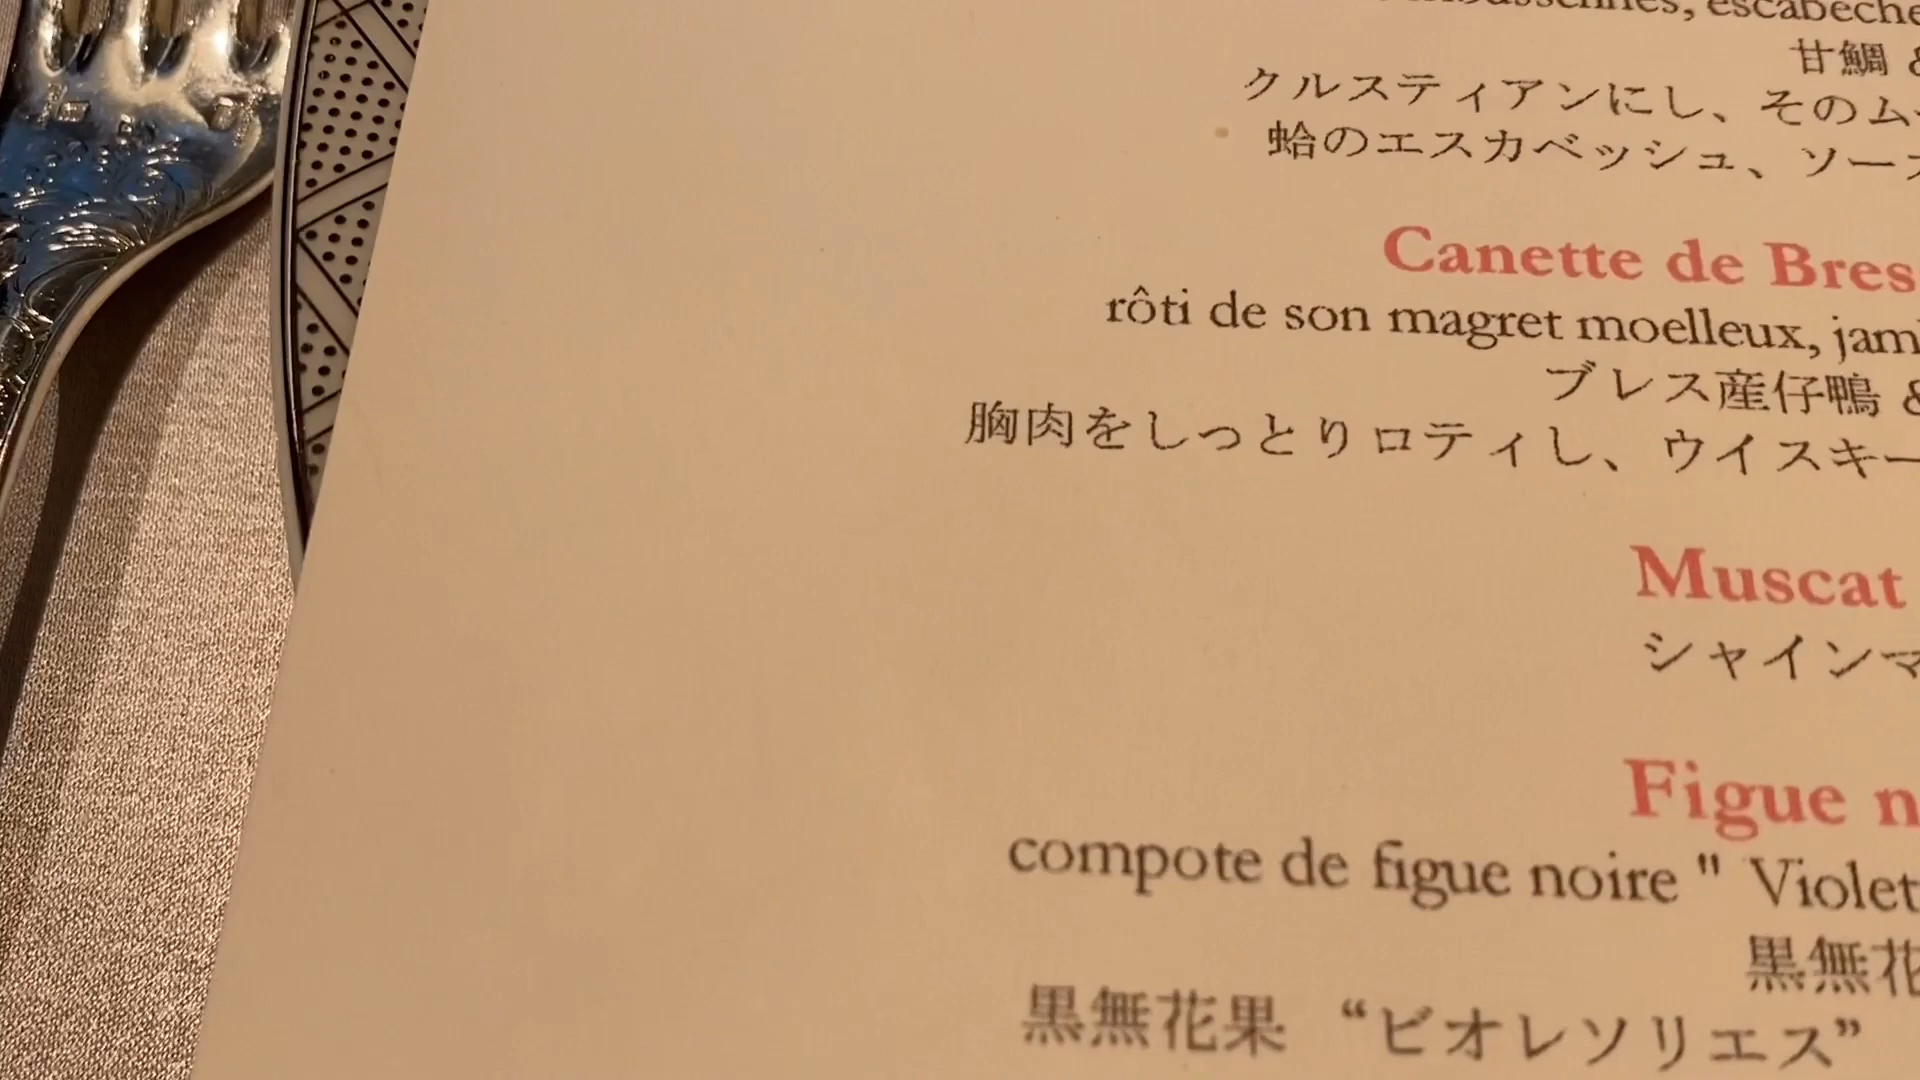 escabèche
甘鯛 &
クルスティアンにし、そのム
蛤のエスカベッシュ、ソー
Canette de Bres
rôti de son magret moelleux, jam
ブレス産仔鴨 &
胸肉をしっとりロティし、ウイスキー
Muscat
シャインマ
Figue n
compote de figue noire " Violet
黒無花
黒無花果 “ビオレソリエス”